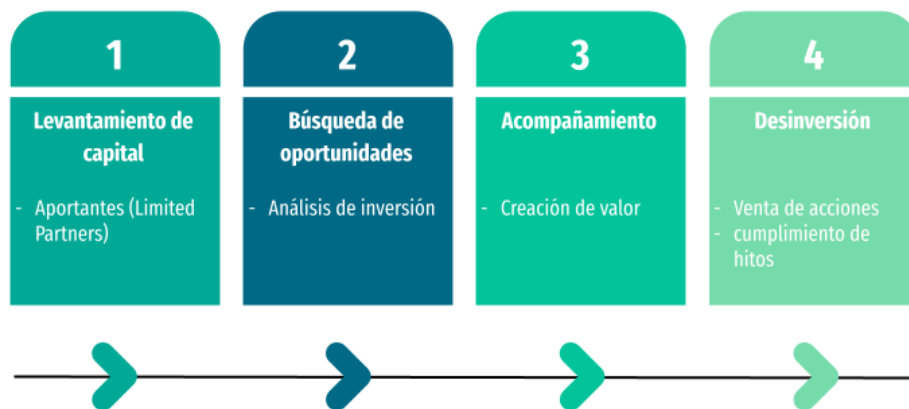 1
Levantamiento de
capital
- Aportantes (Limited
Partners)
2
Búsqueda de
oportunidades
- Análisis de inversión
3
Acompañamiento
- Creación de valor
4
Desinversión
- Venta de acciones
- cumplimiento de
hitos